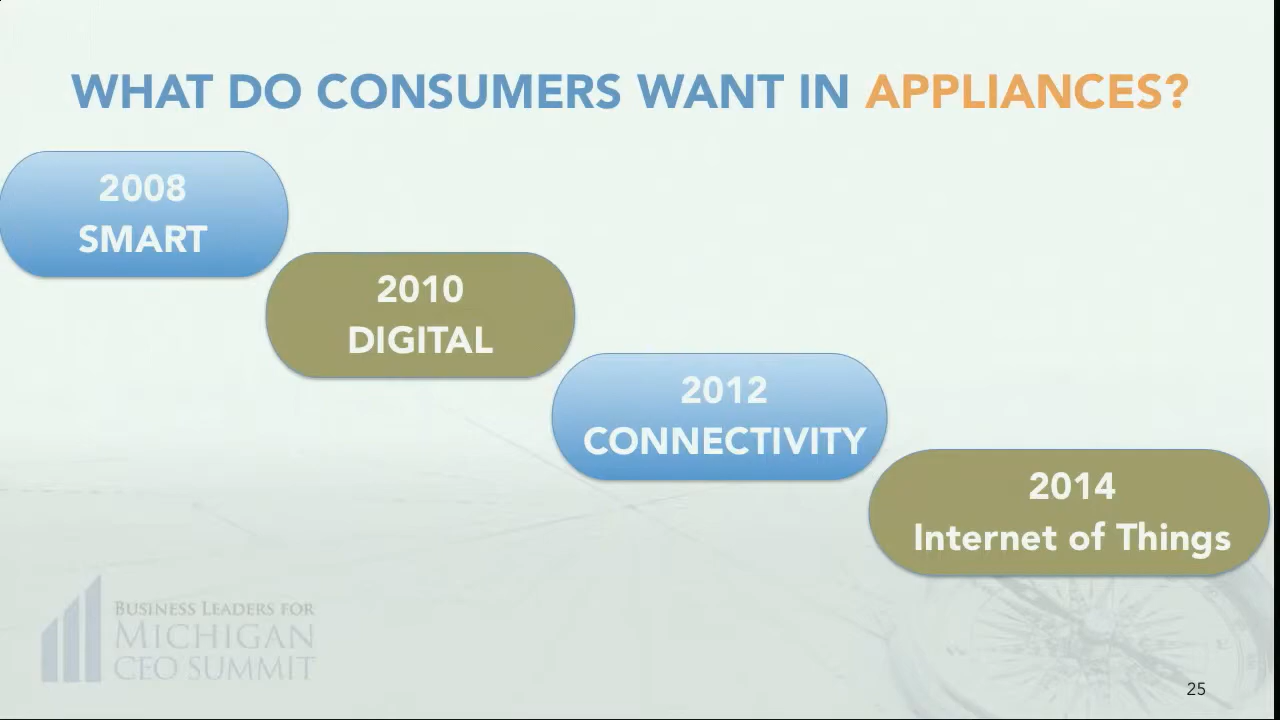 WHAT DO CONSUMERS WANT IN APPLIANCES?
2008
SMART
2010
DIGITAL
2012
CONNECTIVITY
2014
Internet of Things
BUSINESS LEADERS FOR
MICHIGAN
CEO SUMMIT
25